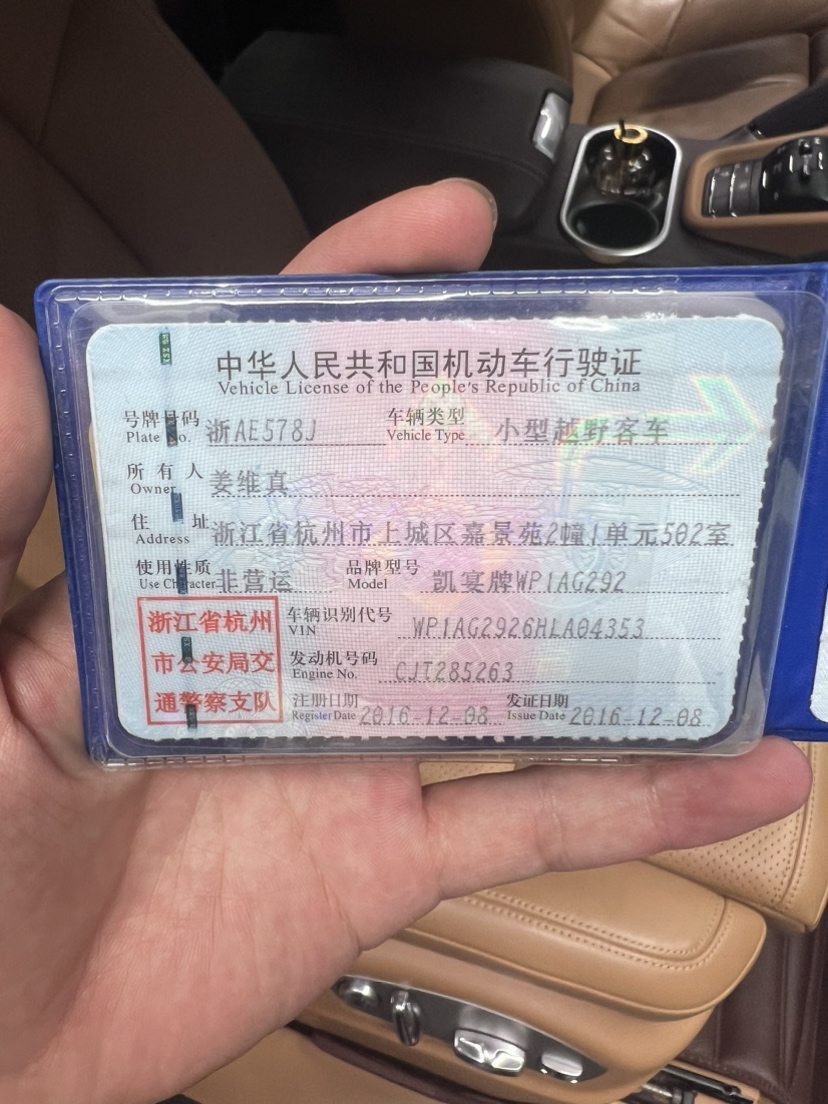 中华人民共和国机动车行驶证
Vehicle License of the People's Republic of China
号牌号码 浙AE578J 车辆类型 小型越野客车
Plate No. Vehicle Type
所有人 姜维真
Owner
住址 浙江省杭州市上城区嘉景苑2幢1单元502室
Address
使用性质 非营运 品牌型号 凯宴牌WP1AG292
Use Character Model
浙江省杭州
市公安局交
通警察支队
车辆识别代号 WP1AG2926HLA04353
VIN
发动机号码 CJT285263
Engine No.
注册日期 2016-12-08 发证日期 2016-12-08
Register Date Issue Date